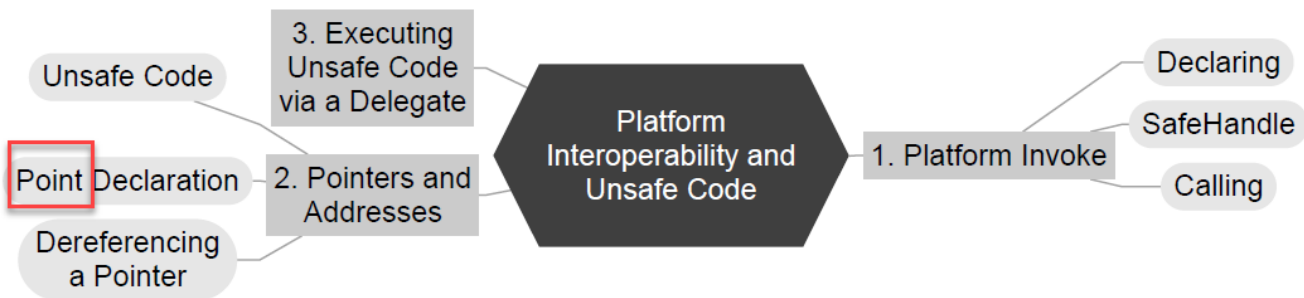 3. Executing
Unsafe Code
via a Delegate
Unsafe Code
Point Declaration
2. Pointers and
Addresses
Dereferencing
a Pointer
Platform
Interoperability and
Unsafe Code
1. Platform Invoke
Declaring
SafeHandle
Calling